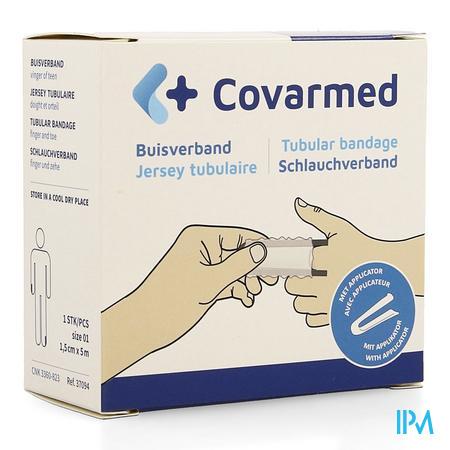 BUISVERBAND
vinger of teen
JERSEY TUBULAIRE
doight et orteil
TUBULAR BANDAGE
finger and toe
SCHLAUCHVERBAND
finger und zehe
STORE IN A COOL DRY PLACE
1 STK/PCS
size 01
1,5cm x 5m
CNK 3360-823
Ref. 37094
Covarmed
Buisverband
Jersey tubulaire
Tubular bandage
Schlauchverband
MET APPLICATOR
AVEC APPLICATEUR
MIT APPLIKATOR
WITH APPLICATOR
IPM